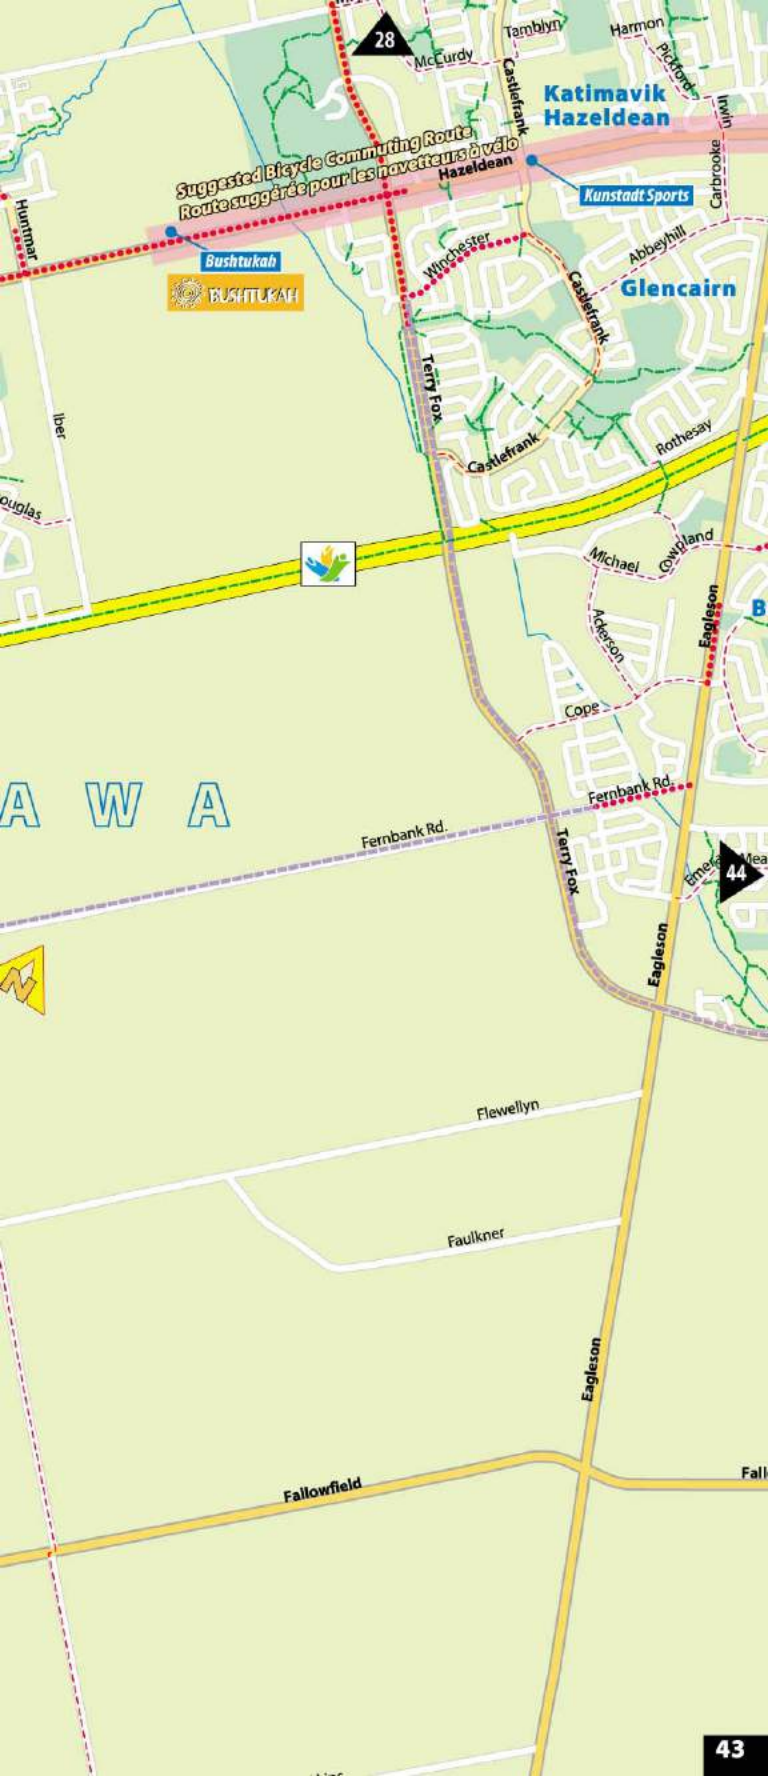 28
Tamblyn
Harmon
McCurdy
Pickford
Castlefrank
Katimavik
Hazeldean
Irwin
Suggested Bicycle Commuting Route
Route suggérée pour les navetteurs à vélo
Hazeldean
Carbrooke
Kunstadt Sports
Huntmar
Bushtukah
BUSHTUKAH
Winchester
Abbeyhill
Castlefrank
Glencairn
Terry Fox
Iber
Castlefrank
Rothesay
ouglas
Michael
Cowpland
Eagleson
B
Ackerson
Cope
A W A
Fernbank Rd.
Fernbank Rd.
Terry Fox
Emera
Mea
44
Eagleson
N
Flewellyn
Faulkner
Eagleson
Fallowfield
Fall
43